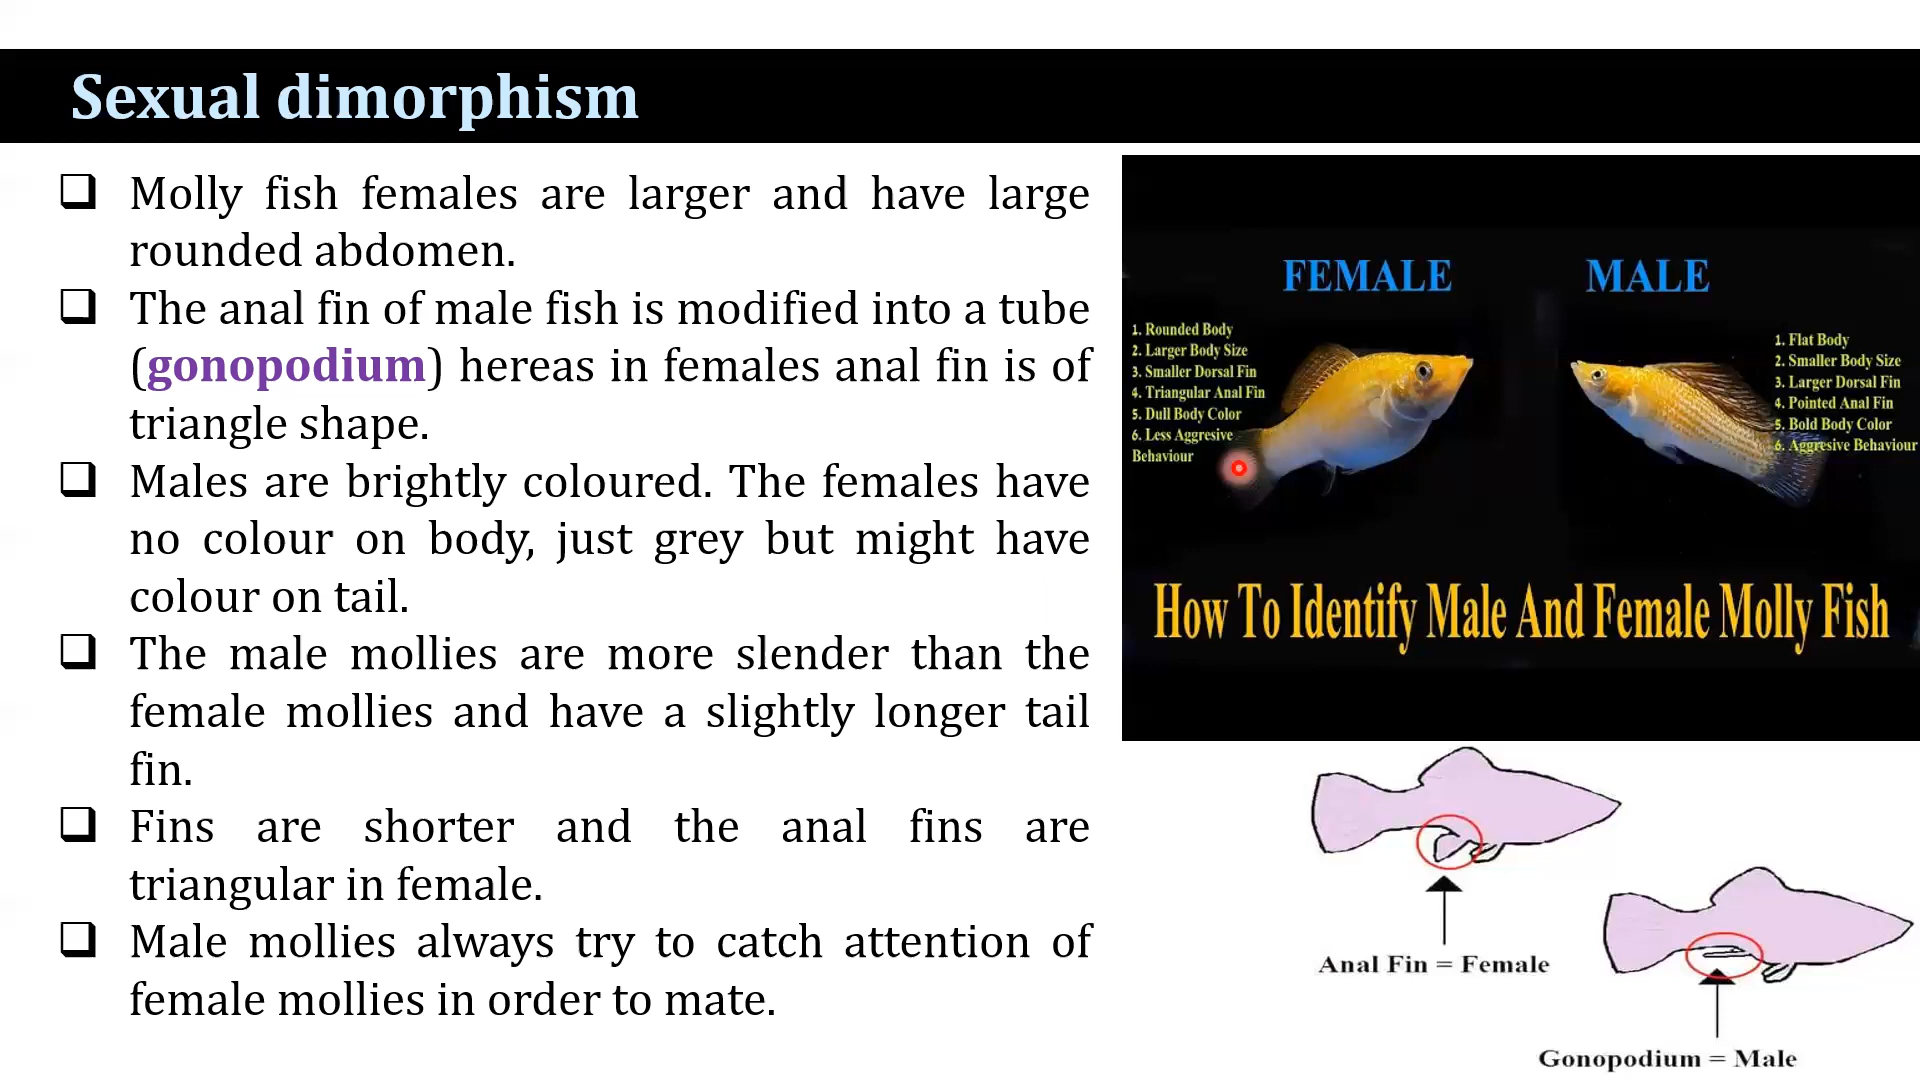 Sexual dimorphism
Molly fish females are larger and have large
rounded abdomen.
The anal fin of male fish is modified into a tube
(gonopodium) hereas in females anal fin is of
triangle shape.
Males are brightly coloured. The females have
no colour on body, just grey but might have
colour on tail.
The male mollies are more slender than the
female mollies and have a slightly longer tail
fin.
Fins are shorter and the anal fins are
triangular in female.
Male mollies always try to catch attention of
female mollies in order to mate.
FEMALE
1. Rounded Body
2. Larger Body Size
3. Smaller Dorsal Fin
4. Triangular Anal Fin
5. Dull Body Color
6. Less Aggresive
Behaviour
MALE
1. Flat Body
2. Smaller Body Size
3. Larger Dorsal Fin
4. Pointed Anal Fin
5. Bold Body Color
6. Aggresive Behaviour
How To Identify Male And Female Molly Fish
Anal Fin = Female
Gonopodium = Male